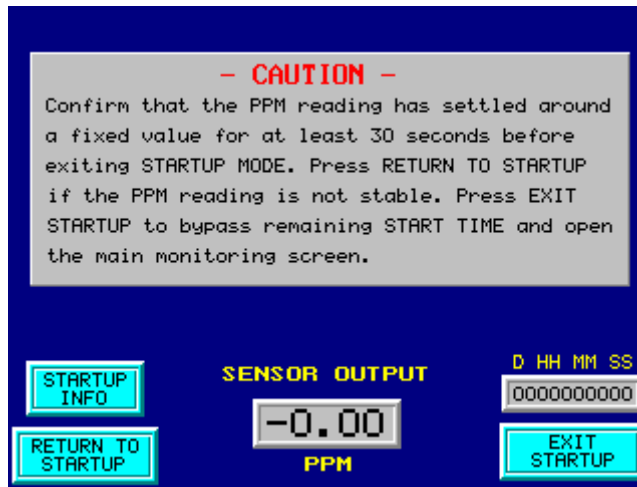 - CAUTION -
Confirm that the PPM reading has settled around
a fixed value for at least 30 seconds before
exiting STARTUP MODE. Press RETURN TO STARTUP
if the PPM reading is not stable. Press EXIT
STARTUP to bypass remaining START TIME and open
the main monitoring screen.
STARTUP
INFO
SENSOR OUTPUT
D HH MM SS
0000000000
-0.00
RETURN TO
STARTUP
PPM
EXIT
STARTUP